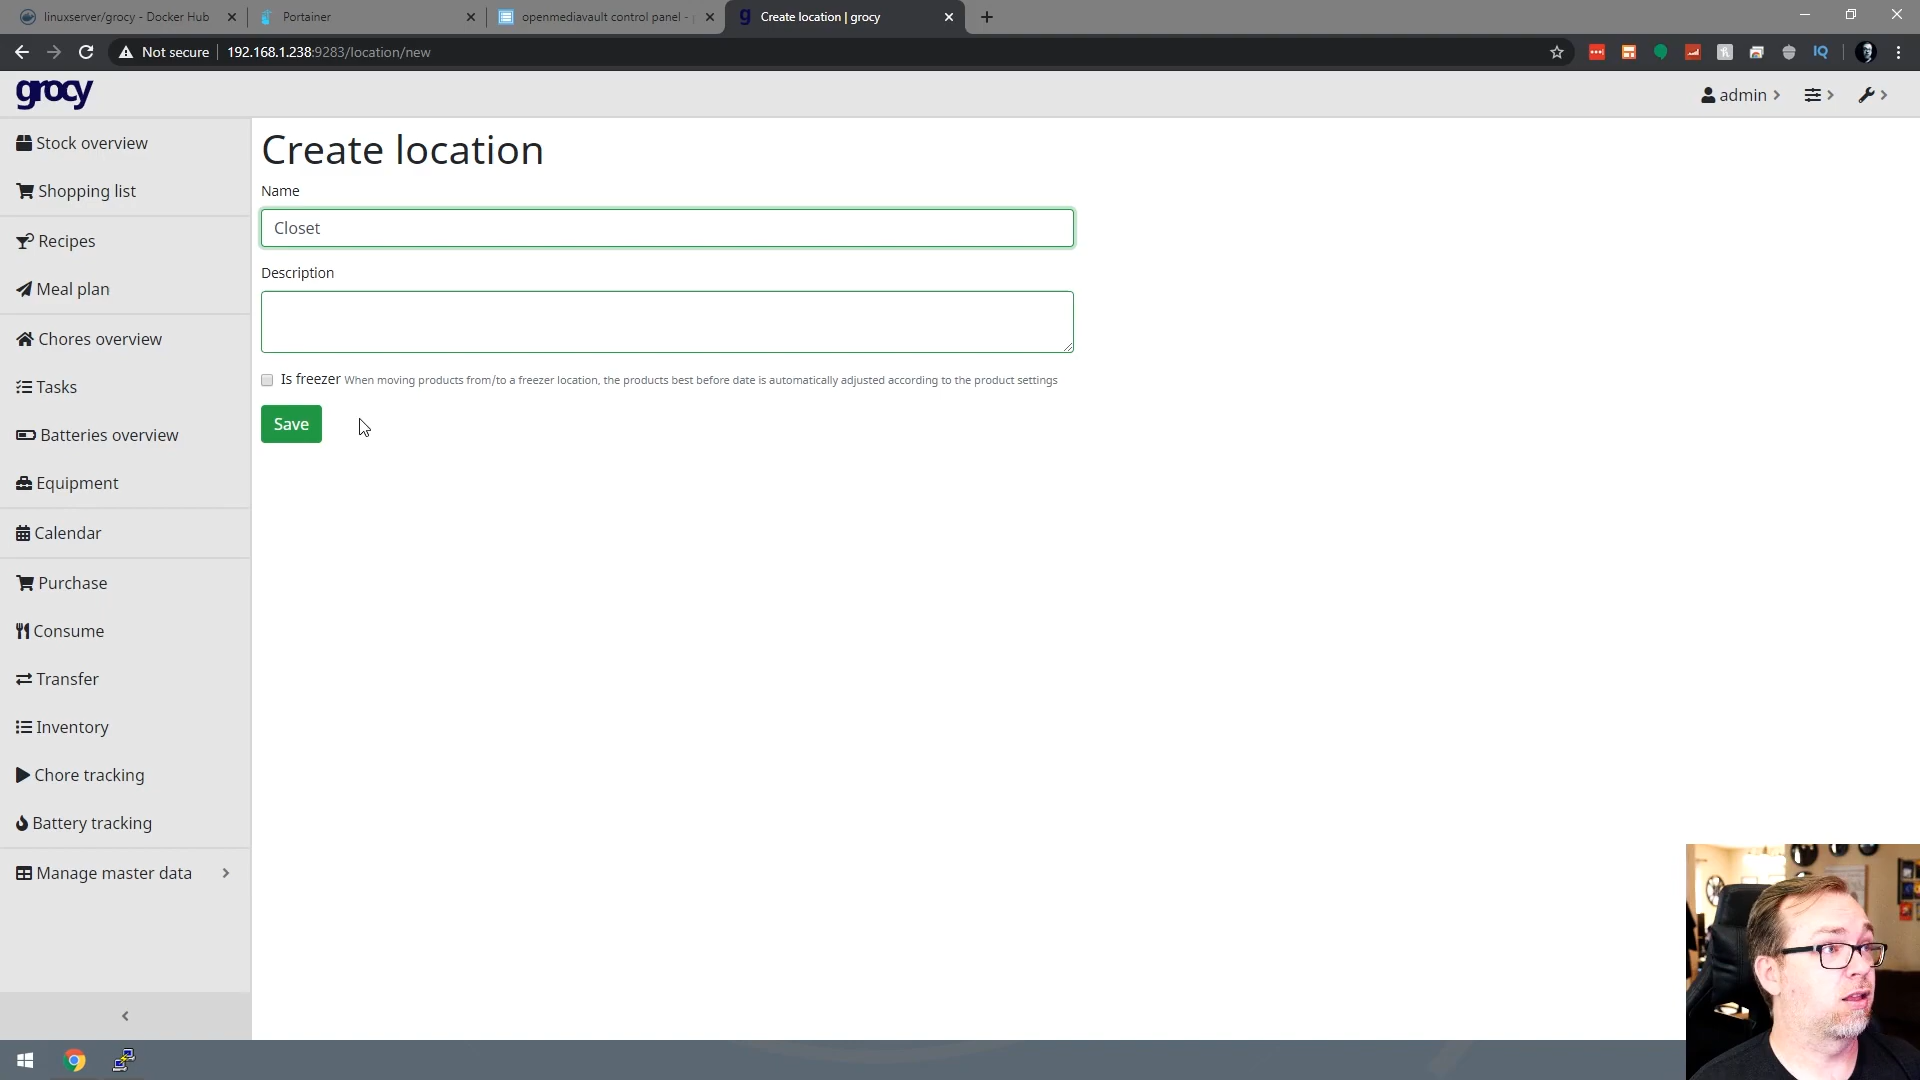 linuxserver/grocy - Docker Hub
Portainer
openmediavault control panel -
Create location | grocy
Not secure
192.168.1.238:9283/location/new
IQ
grocy
admin
Stock overview
Shopping list
Recipes
Meal plan
Chores overview
Tasks
Batteries overview
Equipment
Calendar
Purchase
Consume
Transfer
Inventory
Chore tracking
Battery tracking
Manage master data
Create location
Name
Closet
Description
Is freezer When moving products from/to a freezer location, the products best before date is automatically adjusted according to the product settings
Save